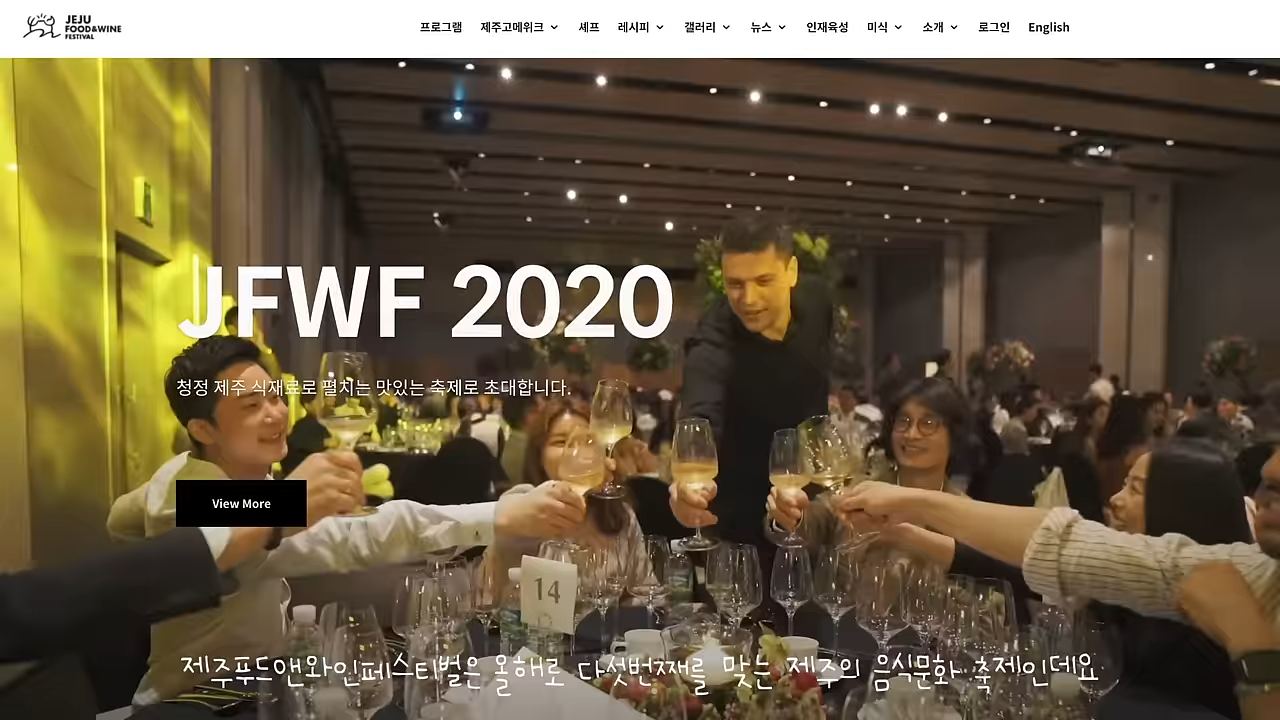 JEJU
FOOD&WINE
FESTIVAL
프로그램 제주고메위크 셰프 레시피 갤러리 뉴스 인재육성 미식 소개 로그인 English
JFWF 2020
청정 제주 식재료로 펼치는 맛있는 축제로 초대합니다.
View More
14
제주푸드앤와인페스티벌은 올해로 다섯번째를 맞는 제주의 음식문화 축제인데요